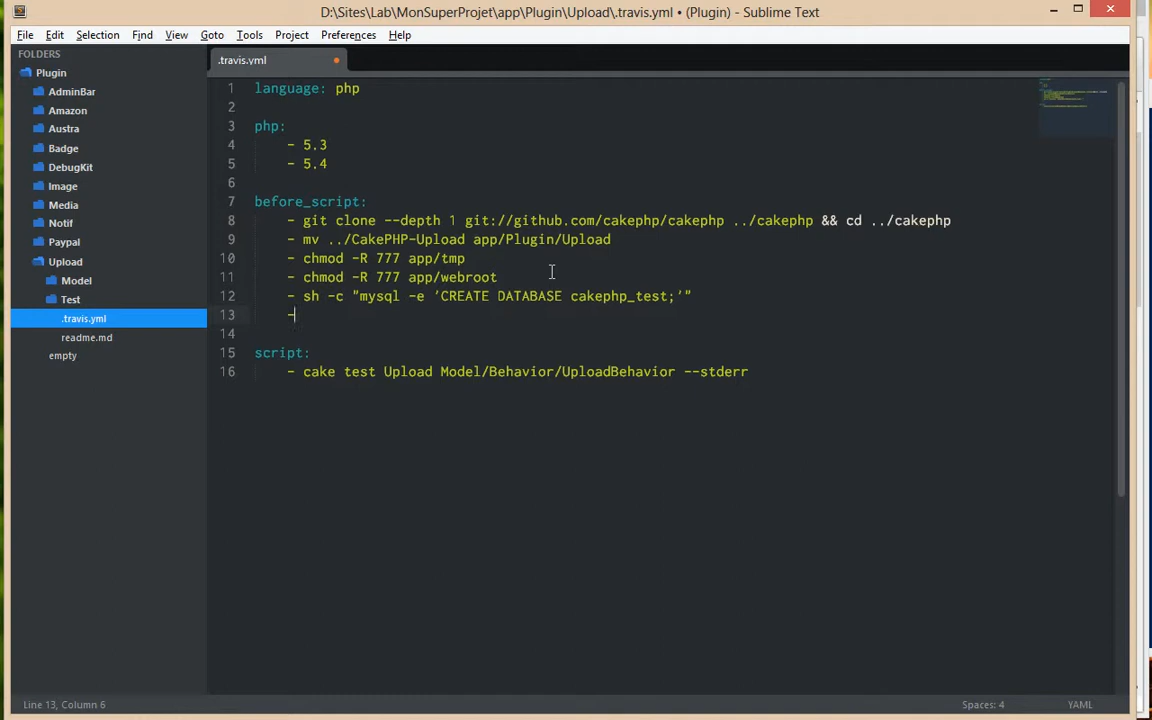 D:\Sites\Lab\MonSuperProjet\app\Plugin\Upload\.travis.yml • (Plugin) - Sublime Text
File Edit Selection Find View Goto Tools Project Preferences Help
FOLDERS
Plugin
AdminBar
Amazon
Austra
Badge
DebugKit
Image
Media
Notif
Paypal
Upload
Model
Test
.travis.yml
readme.md
empty
.travis.yml
1 language: php
2
3 php:
4 - 5.3
5 - 5.4
6
7 before_script:
8 - git clone --depth 1 git://github.com/cakephp/cakephp ../cakephp && cd ../cakephp
9 - mv ../CakePHP-Upload app/Plugin/Upload
10 - chmod -R 777 app/tmp
11 - chmod -R 777 app/webroot
12 - sh -c "mysql -e 'CREATE DATABASE cakephp_test;'"
13 -
14
15 script:
16 - cake test Upload Model/Behavior/UploadBehavior --stderr
Line 13, Column 6 Spaces: 4 YAML